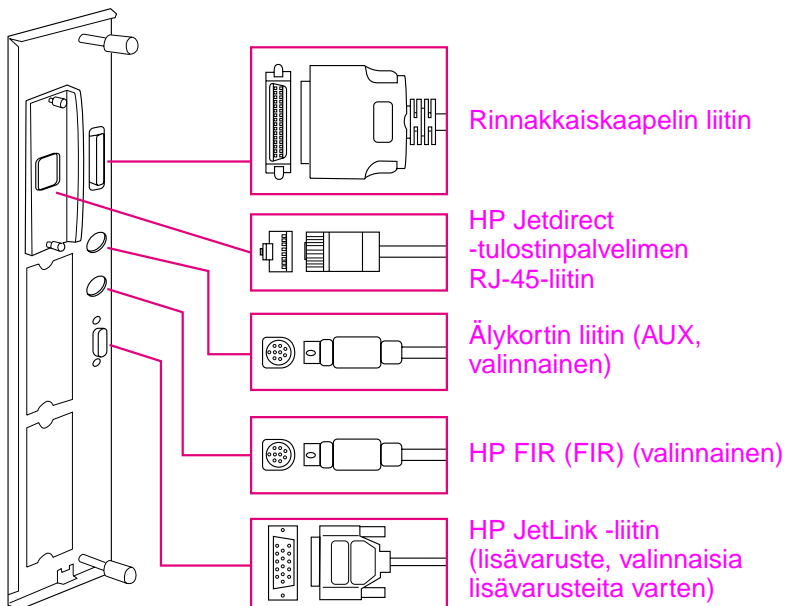 Rinnakkaiskaapelin liitin
HP Jetdirect
-tulostinpalvelimen
RJ-45-liitin
Älykortin liitin (AUX,
valinnainen)
HP FIR (FIR) (valinnainen)
HP JetLink -liitin
(lisävaruste, valinnaisia
lisävarusteita varten)